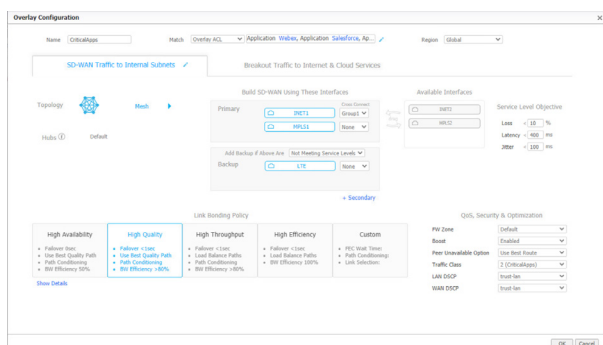 Overlay Configuration
Name CriticalApps Match Overlay ACL Application Webex, Application Salesforce, Ap... Region Global
SD-WAN Traffic to Internal Subnets
Breakout Traffic to Internet & Cloud Services
Build SD-WAN Using These Interfaces
Available Interfaces
Topology Mesh
Hubs Default
Cross Connect
Primary INET1 Group1
MPLS1 None
INET2
MPLS2
Service Level Objective
Loss < 10 %
Latency < 400 ms
Jitter < 100 ms
Add Backup if Above Are Not Meeting Service Levels
Backup LTE None
+ Secondary
Link Bonding Policy
High Availability
Failover 0sec
Use Best Quality Path
Path Conditioning
BW Efficiency 50%
High Quality
Failover <1sec
Use Best Quality Path
Path Conditioning
BW Efficiency >80%
High Throughput
Failover <1sec
Load Balance Paths
Path Conditioning
BW Efficiency >80%
High Efficiency
Failover <1sec
Load Balance Paths
BW Efficiency 100%
Custom
FEC Wait Time:
Path Conditioning:
Link Selection:
Show Details
QoS, Security & Optimization
FW Zone Default
Boost Enabled
Peer Unavailable Option Use Best Route
Traffic Class 2 (CriticalApps)
LAN DSCP trust-lan
WAN DSCP trust-lan
OK Cancel